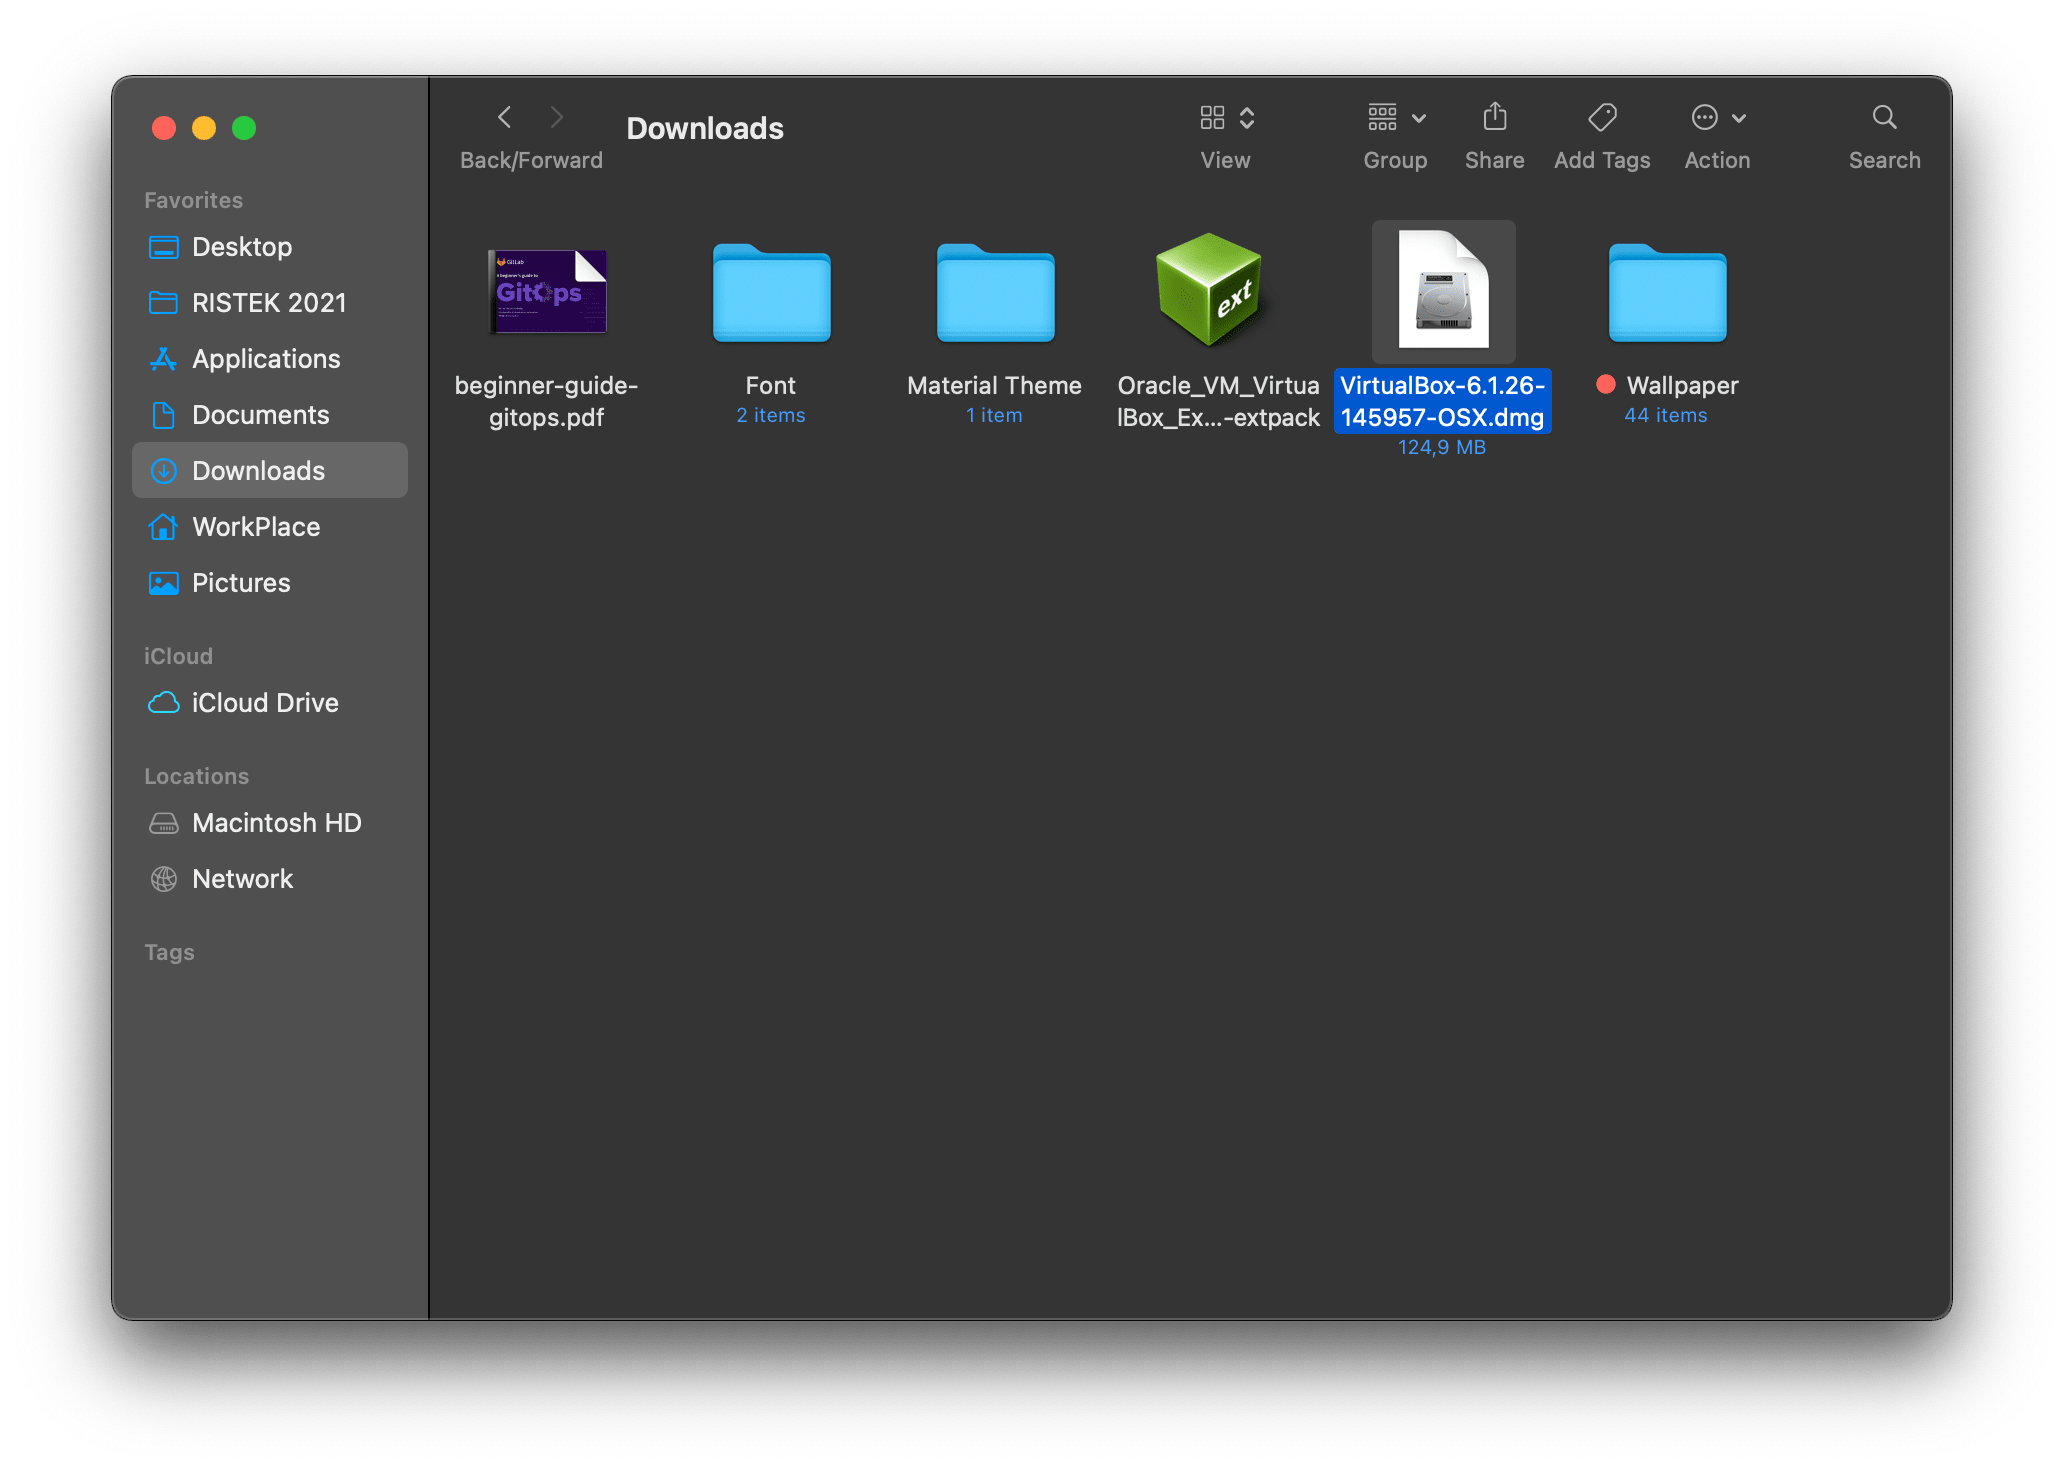 Downloads
Back/Forward
View
Group
Share
Add Tags
Action
Search
Favorites
Desktop
RISTEK 2021
Applications
Documents
Downloads
WorkPlace
Pictures
iCloud
iCloud Drive
Locations
Macintosh HD
Network
Tags
GitLab
A beginner's guide to
GitOps
beginner-guide-
gitops.pdf
Font
2 items
Material Theme
1 item
ext
Oracle_VM_Virtua
lBox_Ex...-extpack
VirtualBox-6.1.26-
145957-OSX.dmg
124,9 MB
Wallpaper
44 items